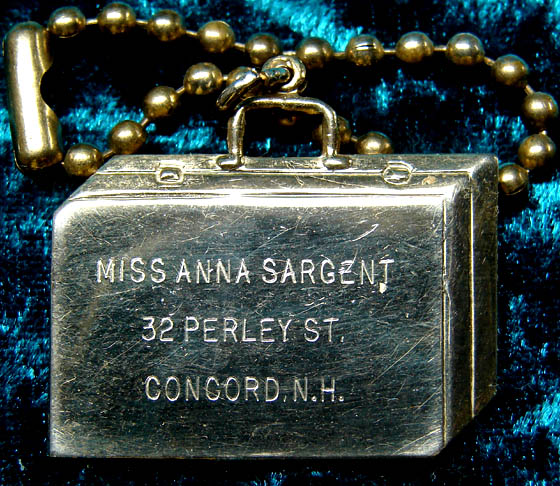 MISS ANNA SARGENT
32 PERLEY ST.
CONCORD, N.H.